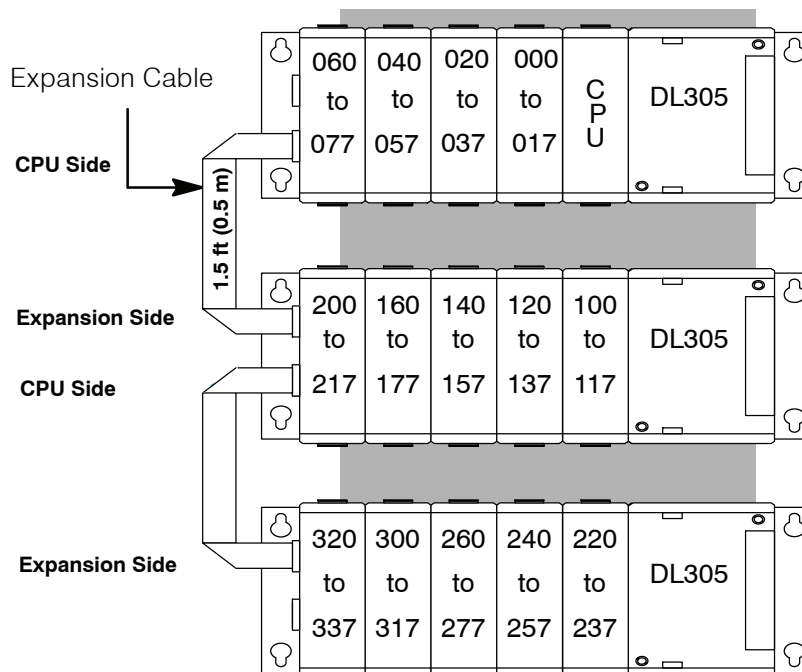 Expansion Cable
CPU Side
1.5 ft (0.5 m)
Expansion Side
CPU Side
Expansion Side
060 to 077
040 to 057
020 to 037
000 to 017
CPU
DL305
200 to 217
160 to 177
140 to 157
120 to 137
100 to 117
DL305
320 to 337
300 to 317
260 to 277
240 to 257
220 to 237
DL305